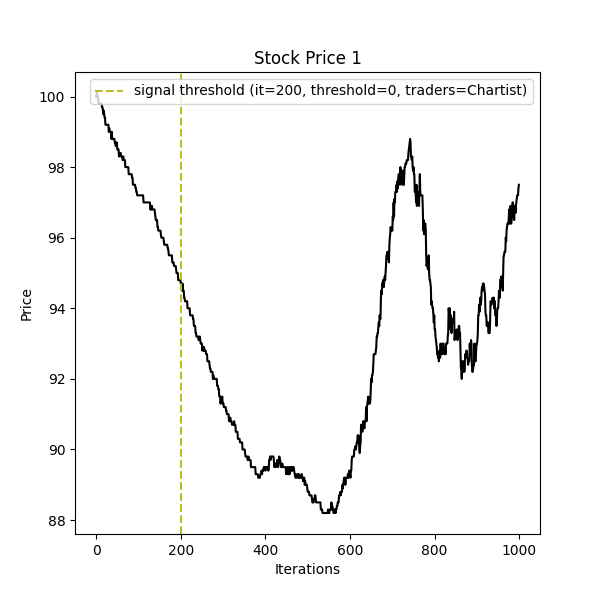 Stock Price 1
signal threshold (it=200, threshold=0, traders=Chartist)
100
98
96
94
92
90
88
Price
0 200 400 600 800 1000
Iterations